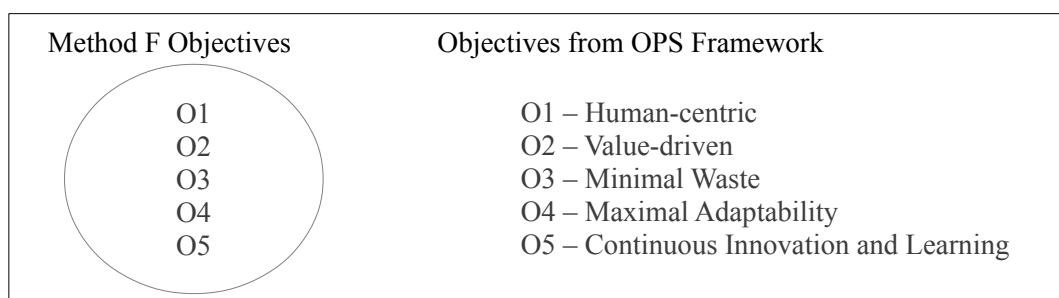 Method F Objectives
Objectives from OPS Framework
O1
O2
O3
O4
O5
O1 – Human-centric
O2 – Value-driven
O3 – Minimal Waste
O4 – Maximal Adaptability
O5 – Continuous Innovation and Learning